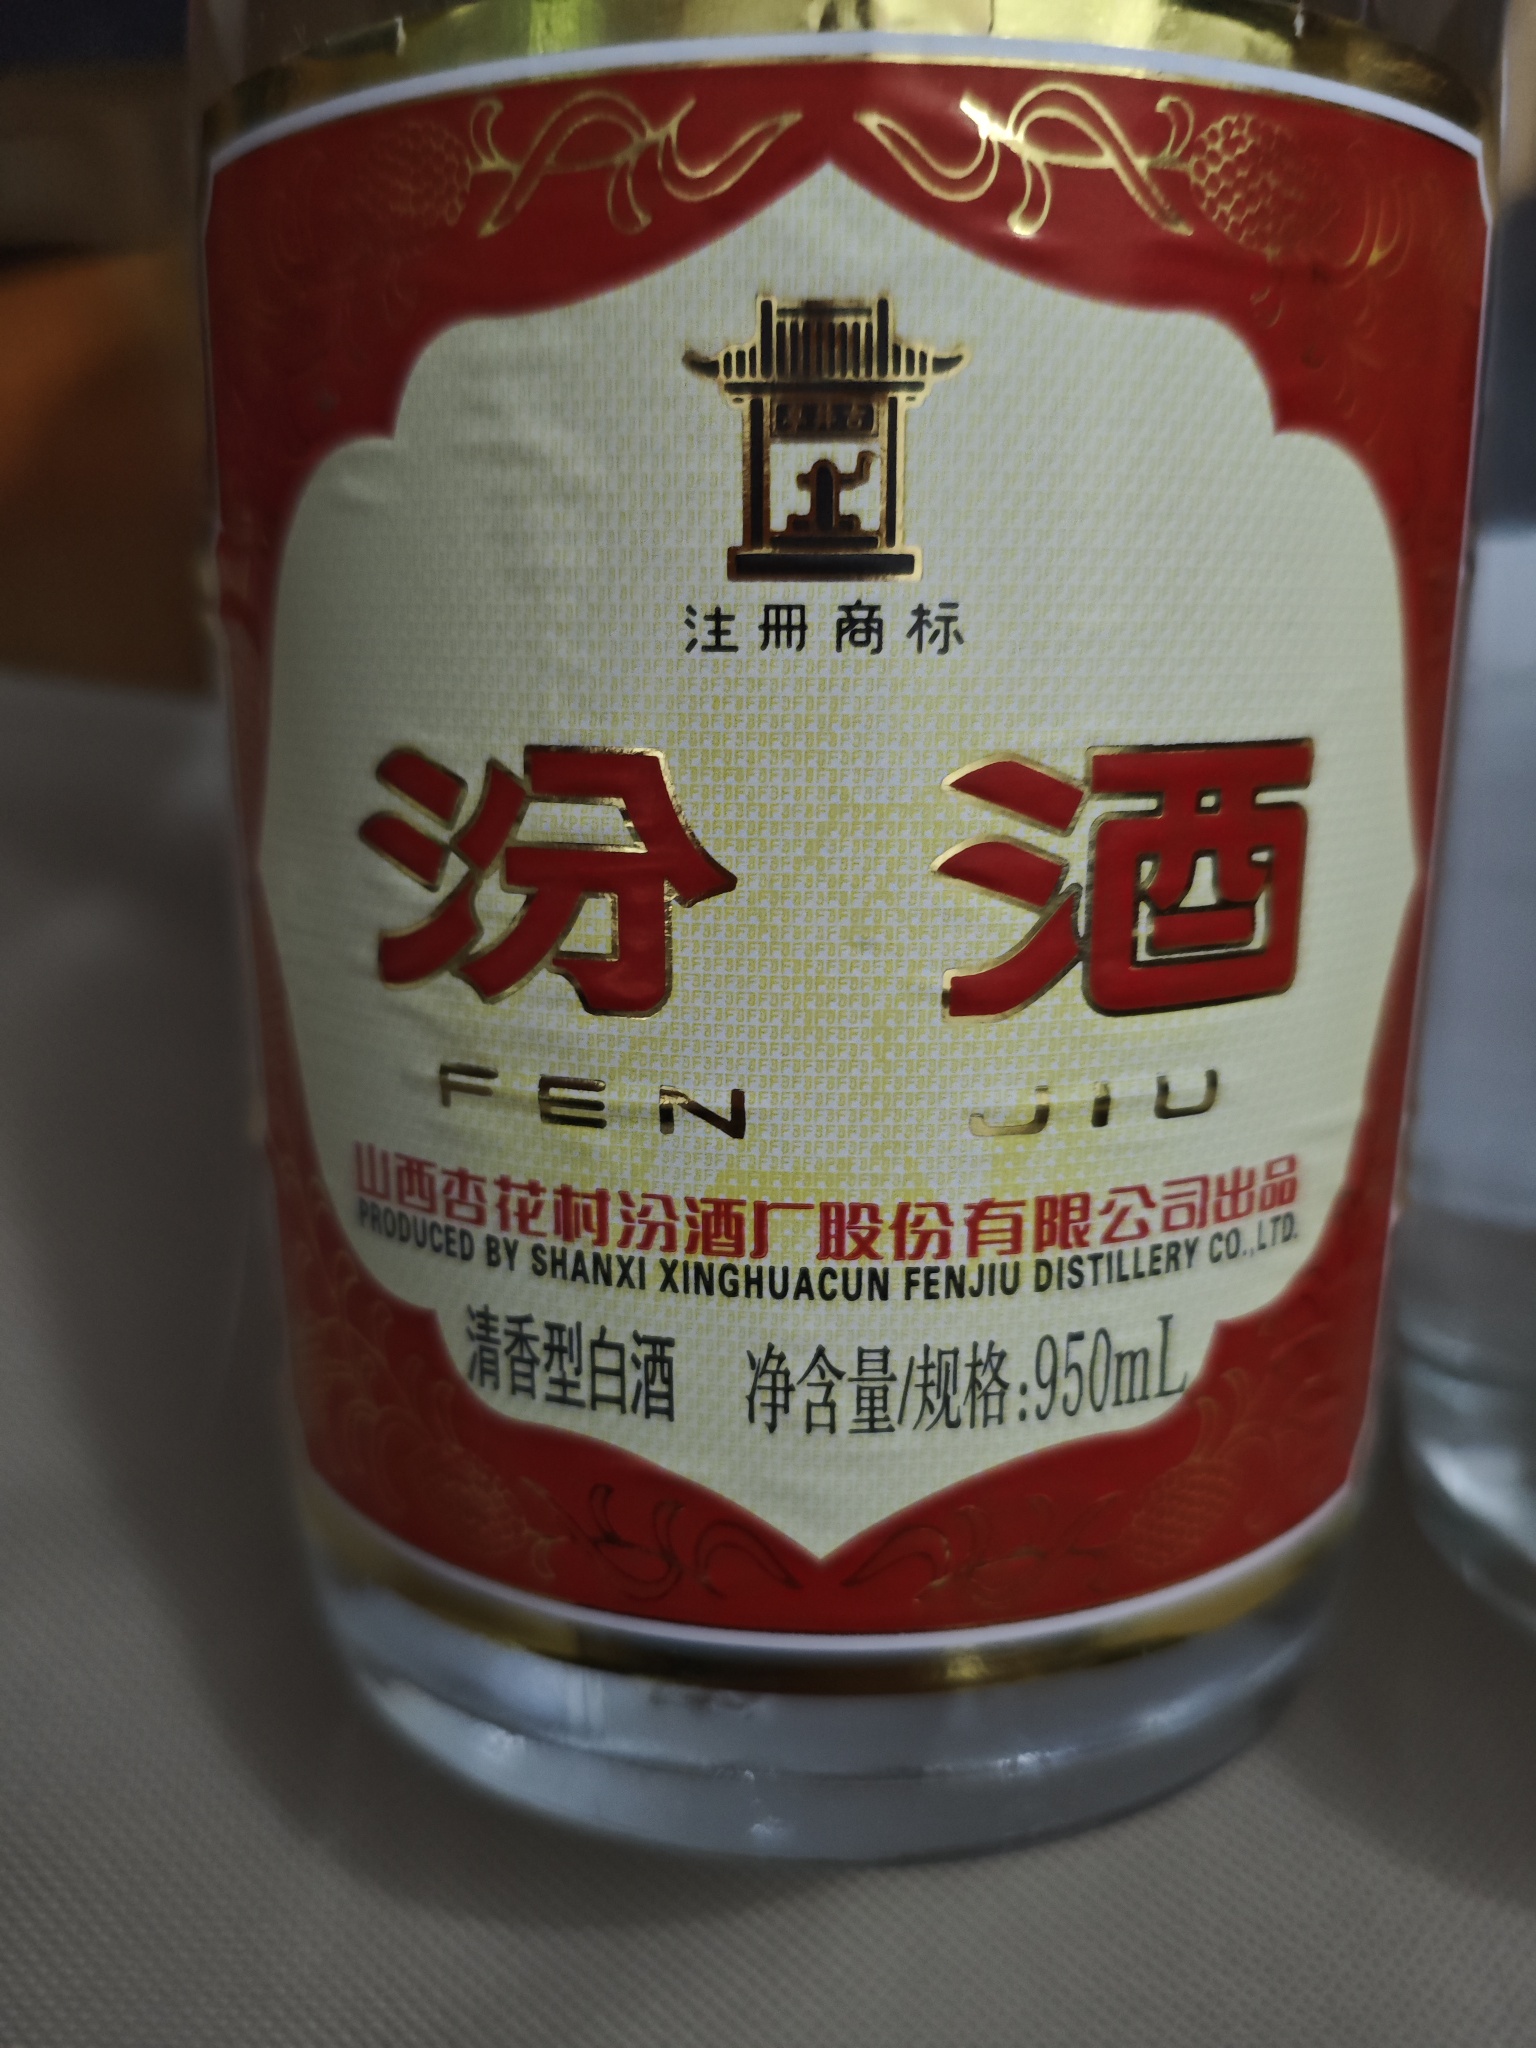 注册商标
汾酒
FEN JIU
山西杏花村汾酒厂股份有限公司出品
PRODUCED BY SHANXI XINGHUACUN FENJIU DISTILLERY CO.,LTD.
清香型白酒 净含量/规格:950mL